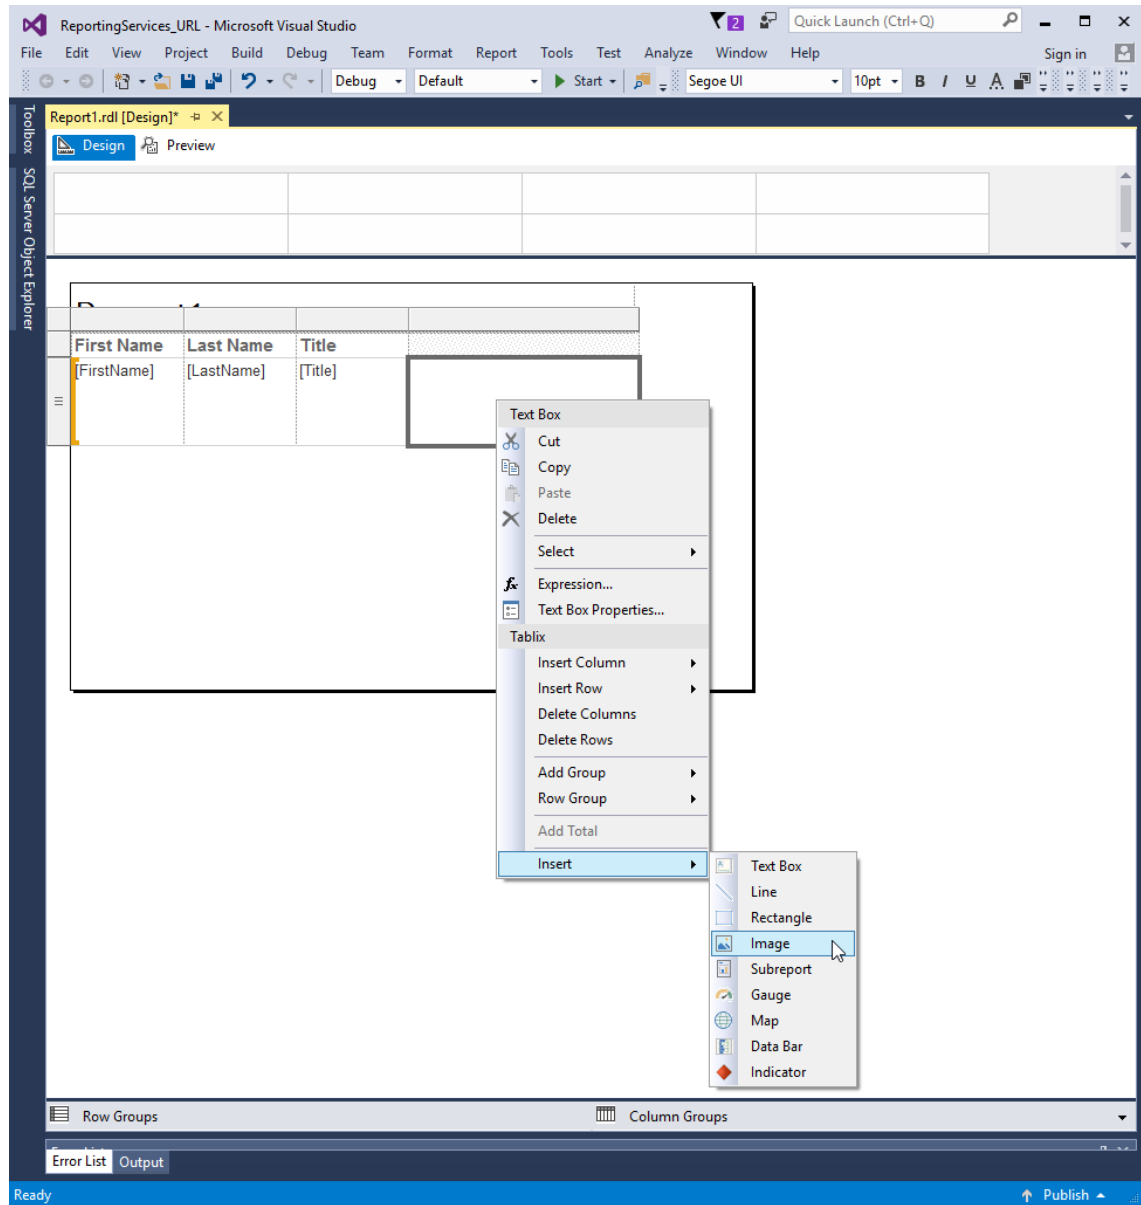 ReportingServices_URL - Microsoft Visual Studio
2
Quick Launch (Ctrl+Q)
File Edit View Project Build Debug Team Format Report Tools Test Analyze Window Help
Sign in
Debug Default Start Segoe UI 10pt B I U A
Toolbox
SQL Server Object Explorer
Report1.rdl [Design]*
Design Preview
First Name Last Name Title
[FirstName] [LastName] [Title]
Text Box
Cut
Copy
Paste
Delete
Select
fx Expression...
Text Box Properties...
Tablix
Insert Column
Insert Row
Delete Columns
Delete Rows
Add Group
Row Group
Add Total
Insert
Text Box
Line
Rectangle
Image
Subreport
Gauge
Map
Data Bar
Indicator
Row Groups Column Groups
Error List Output
Ready Publish